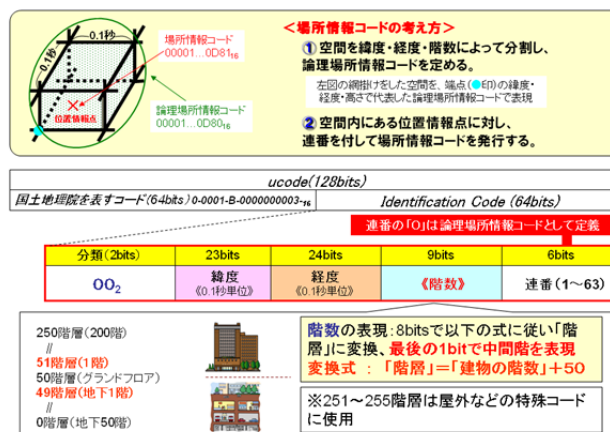 0.1秒
0.1秒
場所情報コード
00001…0D81₁₆
位置情報点
論理場所情報コード
00001…0D80₁₆
＜場所情報コードの考え方＞
① 空間を緯度・経度・階数によって分割し、
論理場所情報コードを定める。
左図の網掛けをした空間を、端点(●印)の緯度・
経度・高さで代表した論理場所情報コードで表現
② 空間内にある位置情報点に対し、
連番を付して場所情報コードを発行する。
ucode(128bits)
国土地理院を表すコード(64bits) 0-0001-B-0000000003-₁₆
Identification Code (64bits)
連番の「0」は論理場所情報コードとして定義
分類(2bits) 23bits 24bits 9bits 6bits
00₂ 緯度 経度 《階数》 連番(1～63)
《0.1秒単位》 《0.1秒単位》
250階層(200階)
〃
51階層(1階)
50階層(グランドフロア)
49階層(地下1階)
〃
0階層(地下50階)
階数の表現:8bitsで以下の式に従い「階
層」に変換、最後の1bitで中間階を表現
変換式 : 「階層」=「建物の階数」+50
※251～255階層は屋外などの特殊コー
ドに使用